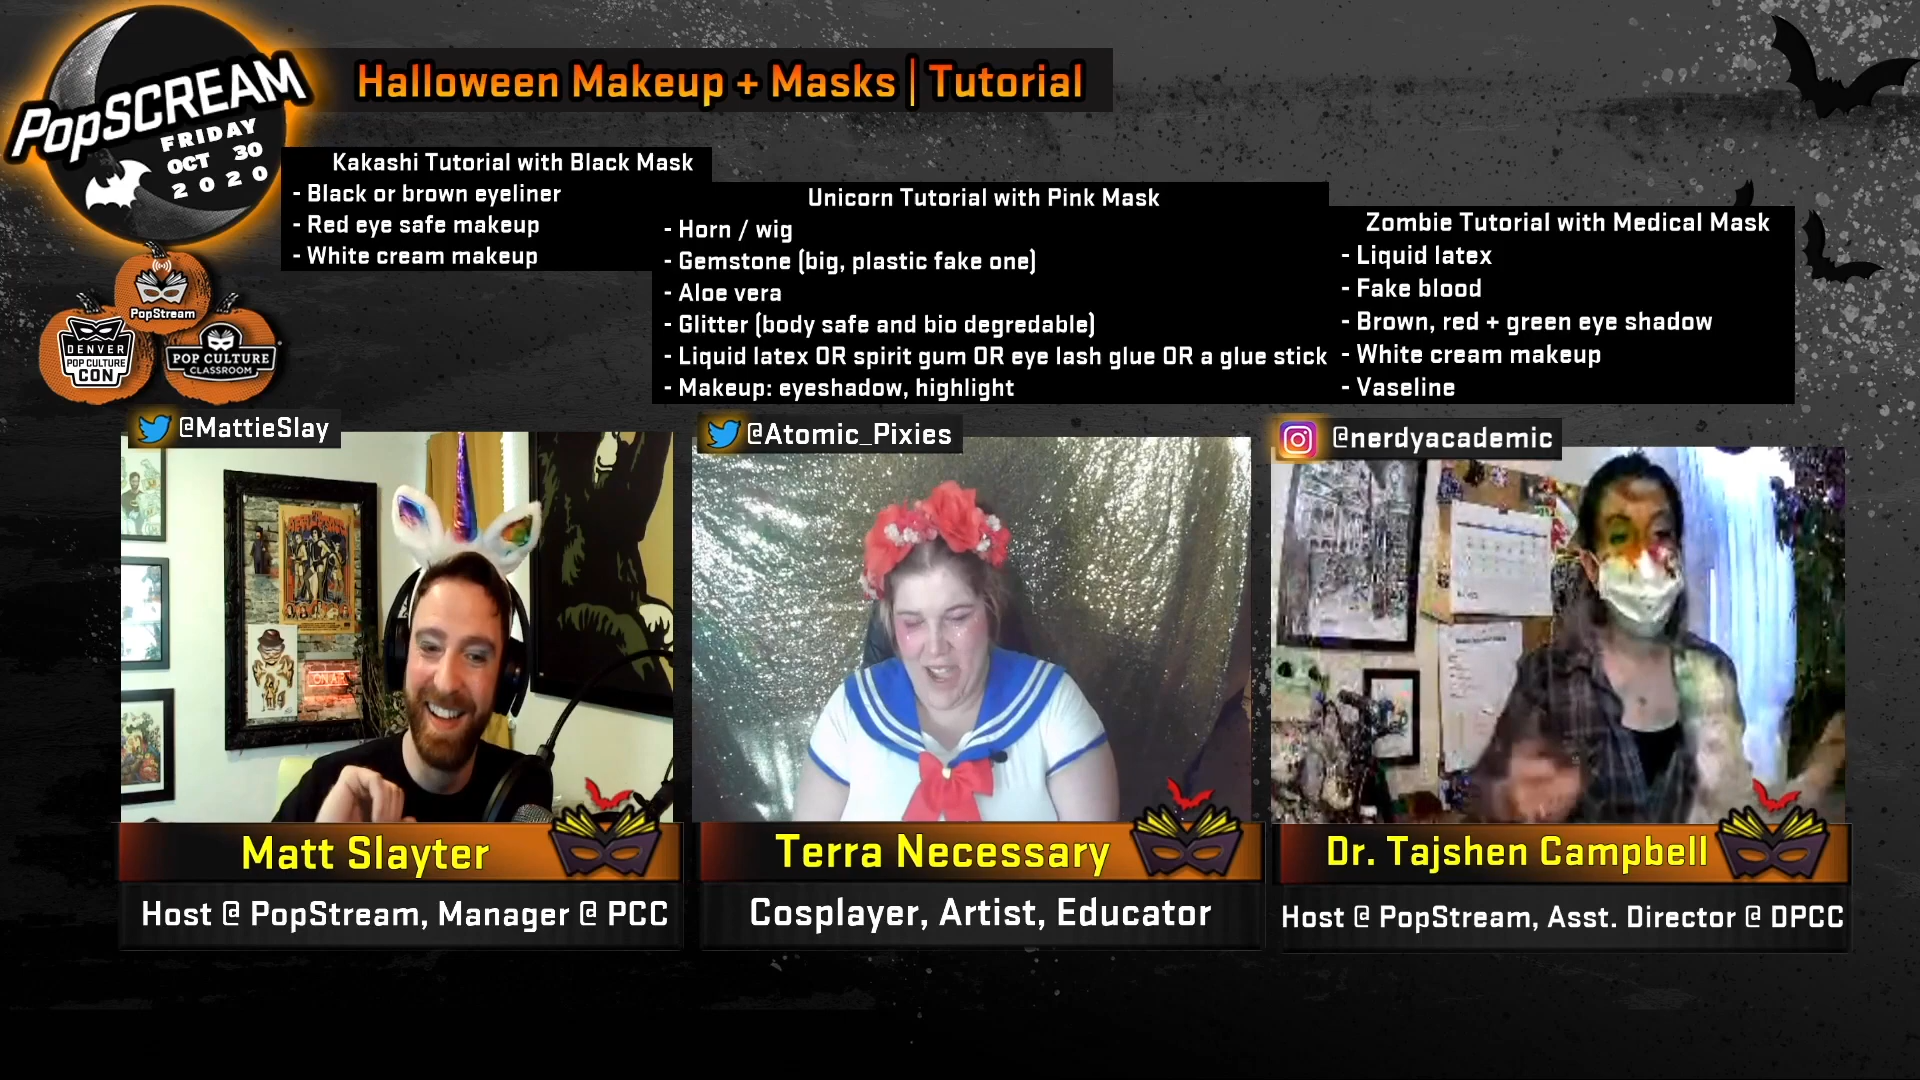 PopSCREAM
FRIDAY
OCT 30
2020
Halloween Makeup + Masks | Tutorial
Kakashi Tutorial with Black Mask
- Black or brown eyeliner
- Red eye safe makeup
- White cream makeup
Unicorn Tutorial with Pink Mask
- Horn / wig
- Gemstone (big, plastic fake one)
- Aloe vera
- Glitter (body safe and bio degredable)
- Liquid latex OR spirit gum OR eye lash glue OR a glue stick
- Makeup: eyeshadow, highlight
Zombie Tutorial with Medical Mask
- Liquid latex
- Fake blood
- Brown, red + green eye shadow
- White cream makeup
- Vaseline
PopStream
DENVER
POP CULTURE
CON
POP CULTURE
CLASSROOM
@MattieSlay
@Atomic_Pixies
@nerdyacademic
ON AIR
Matt Slayter
Host @ PopStream, Manager @ PCC
Terra Necessary
Cosplayer, Artist, Educator
Dr. Tajshen Campbell
Host @ PopStream, Asst. Director @ DPCC